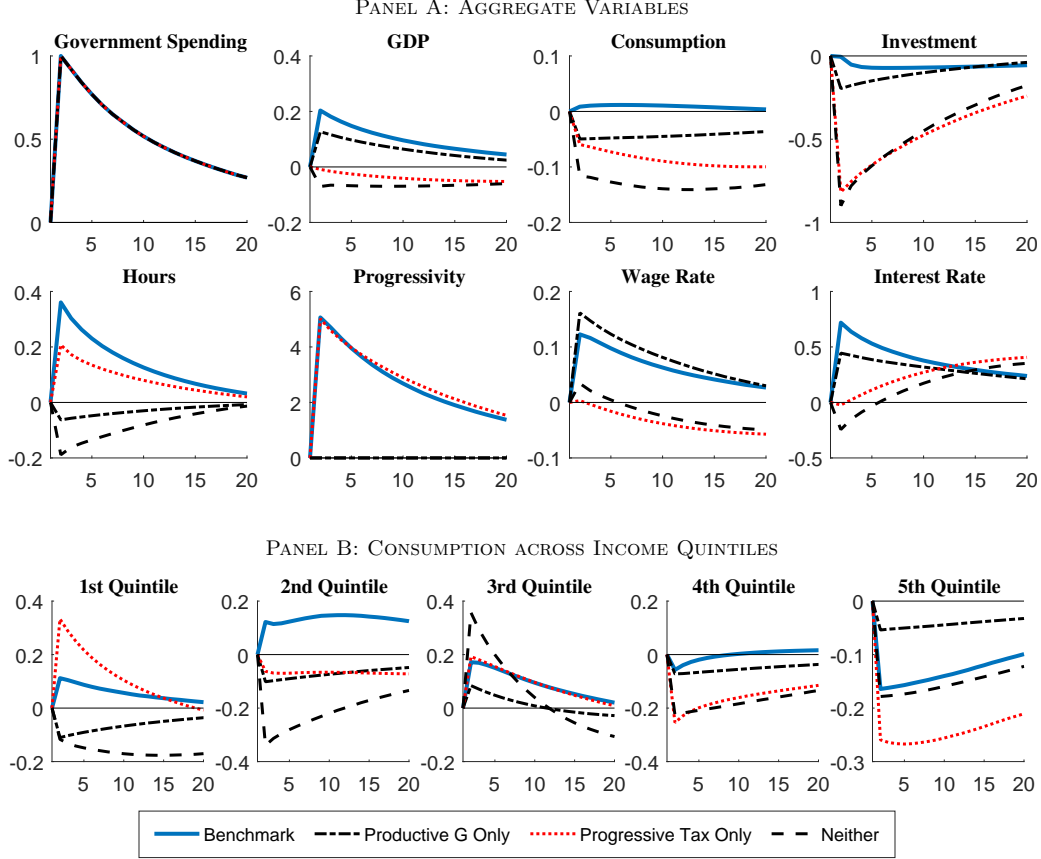 PANEL A: AGGREGATE VARIABLES
Government Spending GDP Consumption Investment
1 0.4 0.1 0
0.2 0
0.5 -0.5
0 -0.1
0 -0.2 -0.2 -1
5 10 15 20 5 10 15 20 5 10 15 20 5 10 15 20
Hours Progressivity Wage Rate Interest Rate
0.4 6 0.2 1
0.2 4 0.1 0.5
0 2 0 0
-0.2 0 -0.1 -0.5
5 10 15 20 5 10 15 20 5 10 15 20 5 10 15 20
PANEL B: CONSUMPTION ACROSS INCOME QUINTILES
1st Quintile 2nd Quintile 3rd Quintile 4th Quintile 5th Quintile
0.4 0.2 0.4 0.2 0
0.2 0 0.2 0 -0.1
0 -0.2 0 -0.2 -0.2
-0.2 -0.4 -0.2 -0.4 -0.3
5 10 15 20 5 10 15 20 5 10 15 20 5 10 15 20 5 10 15 20
Benchmark Productive G Only Progressive Tax Only Neither